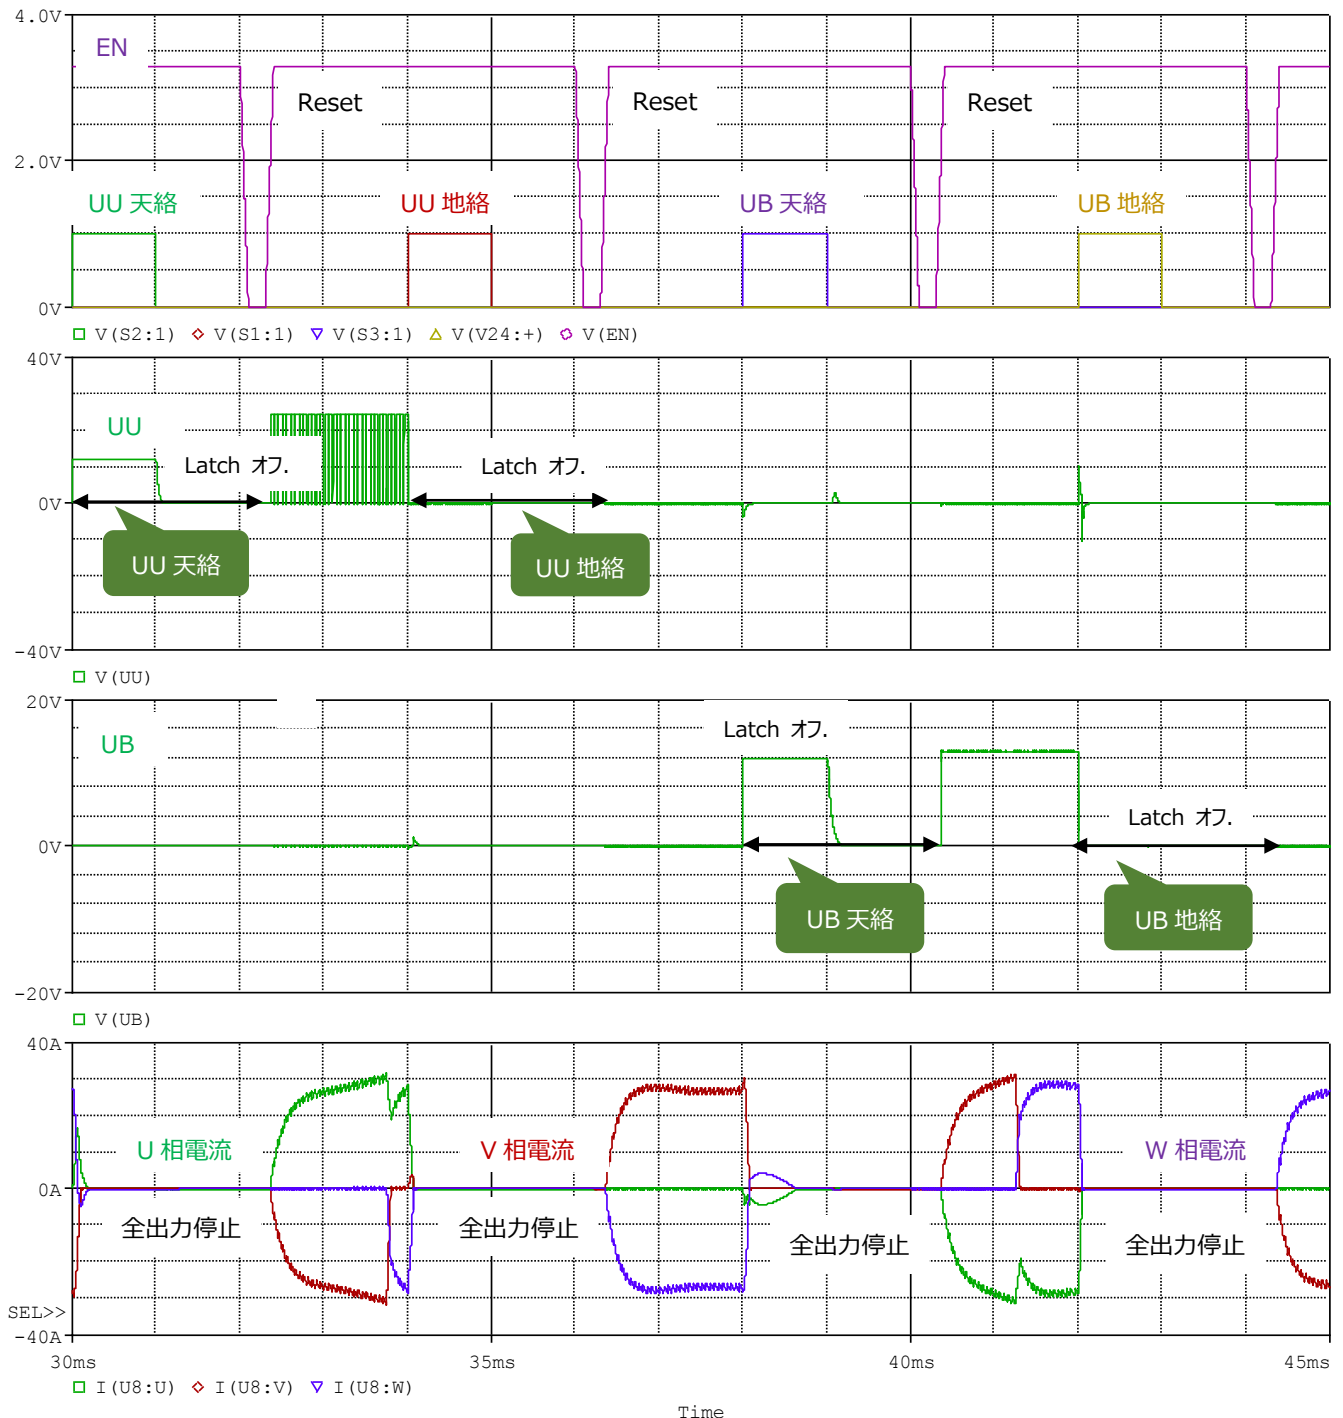 4.0V
EN
Reset
Reset
Reset
2.0V
UU 天絡
UU 地絡
UB 天絡
UB 地絡
0V
V(S2:1) V(S1:1) V(S3:1) V(V24:+) V(EN)
40V
UU
Latch オフ.
Latch オフ.
0V
UU 天絡
UU 地絡
-40V
V(UU)
20V
Latch オフ.
UB
Latch オフ.
0V
UB 天絡
UB 地絡
-20V
V(UB)
40A
U 相電流
V 相電流
W 相電流
0A
全出力停止
全出力停止
全出力停止
全出力停止
SEL>>
-40A
30ms
35ms
40ms
45ms
I(U8:U) I(U8:V) I(U8:W)
Time